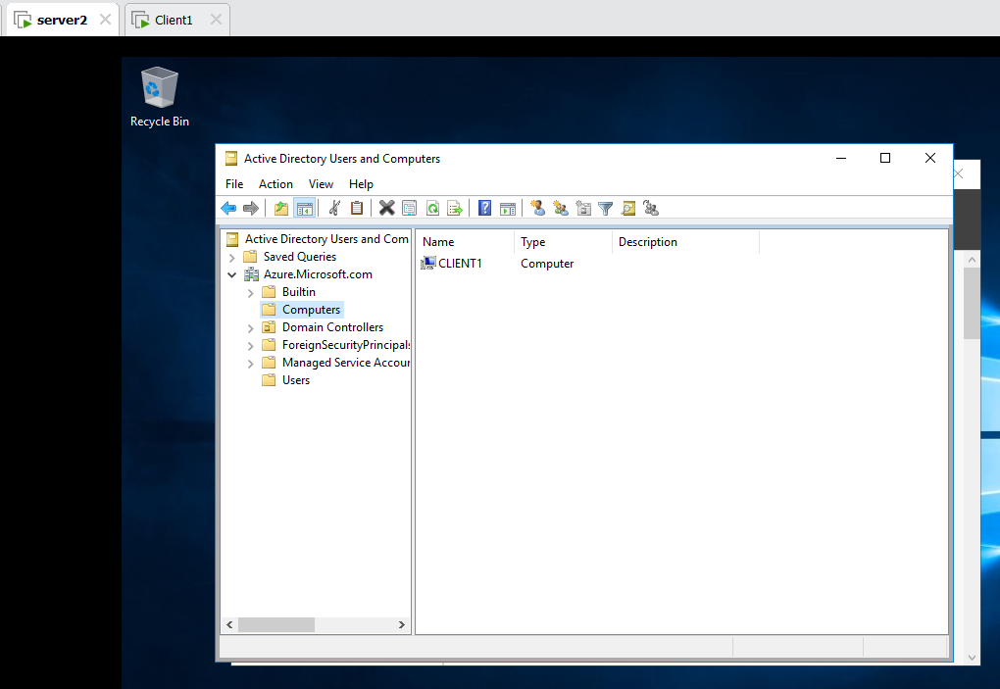 server2
Client1
Recycle Bin
Active Directory Users and Computers
File Action View Help
Active Directory Users and Com
Saved Queries
Azure.Microsoft.com
Builtin
Computers
Domain Controllers
ForeignSecurityPrincipals
Managed Service Accour
Users
Name Type Description
CLIENT1 Computer